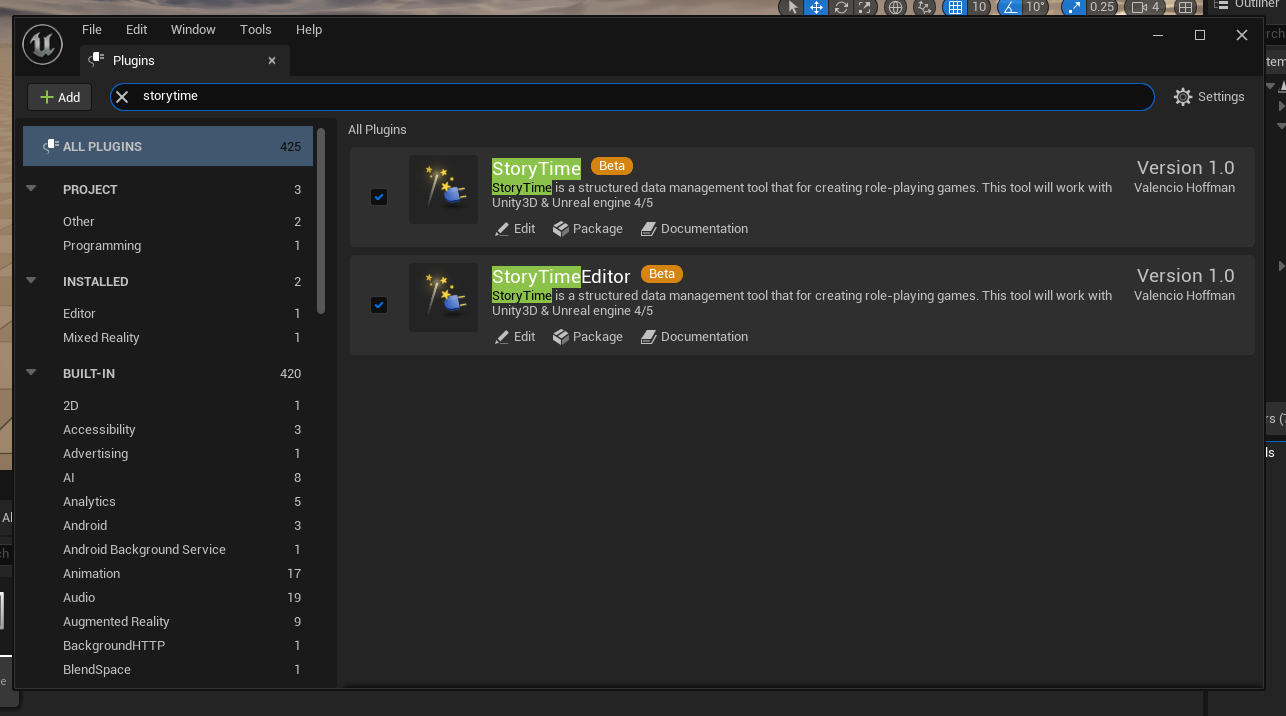 10
10°
0.25
4
Outliner
File Edit Window Tools Help
Plugins
Add
storytime
Settings
All Plugins
ALL PLUGINS 425
PROJECT 3
Other 2
Programming 1
INSTALLED 2
Editor 1
Mixed Reality 1
BUILT-IN 420
2D 1
Accessibility 3
Advertising 1
AI 8
Analytics 5
Android 3
Android Background Service 1
Animation 17
Audio 19
Augmented Reality 9
BackgroundHTTP 1
BlendSpace 1
StoryTime Beta
Version 1.0
StoryTime is a structured data management tool that for creating role-playing games. This tool will work with
Unity3D & Unreal engine 4/5
Valencio Hoffman
Edit Package Documentation
StoryTimeEditor Beta
Version 1.0
StoryTime is a structured data management tool that for creating role-playing games. This tool will work with
Unity3D & Unreal engine 4/5
Valencio Hoffman
Edit Package Documentation